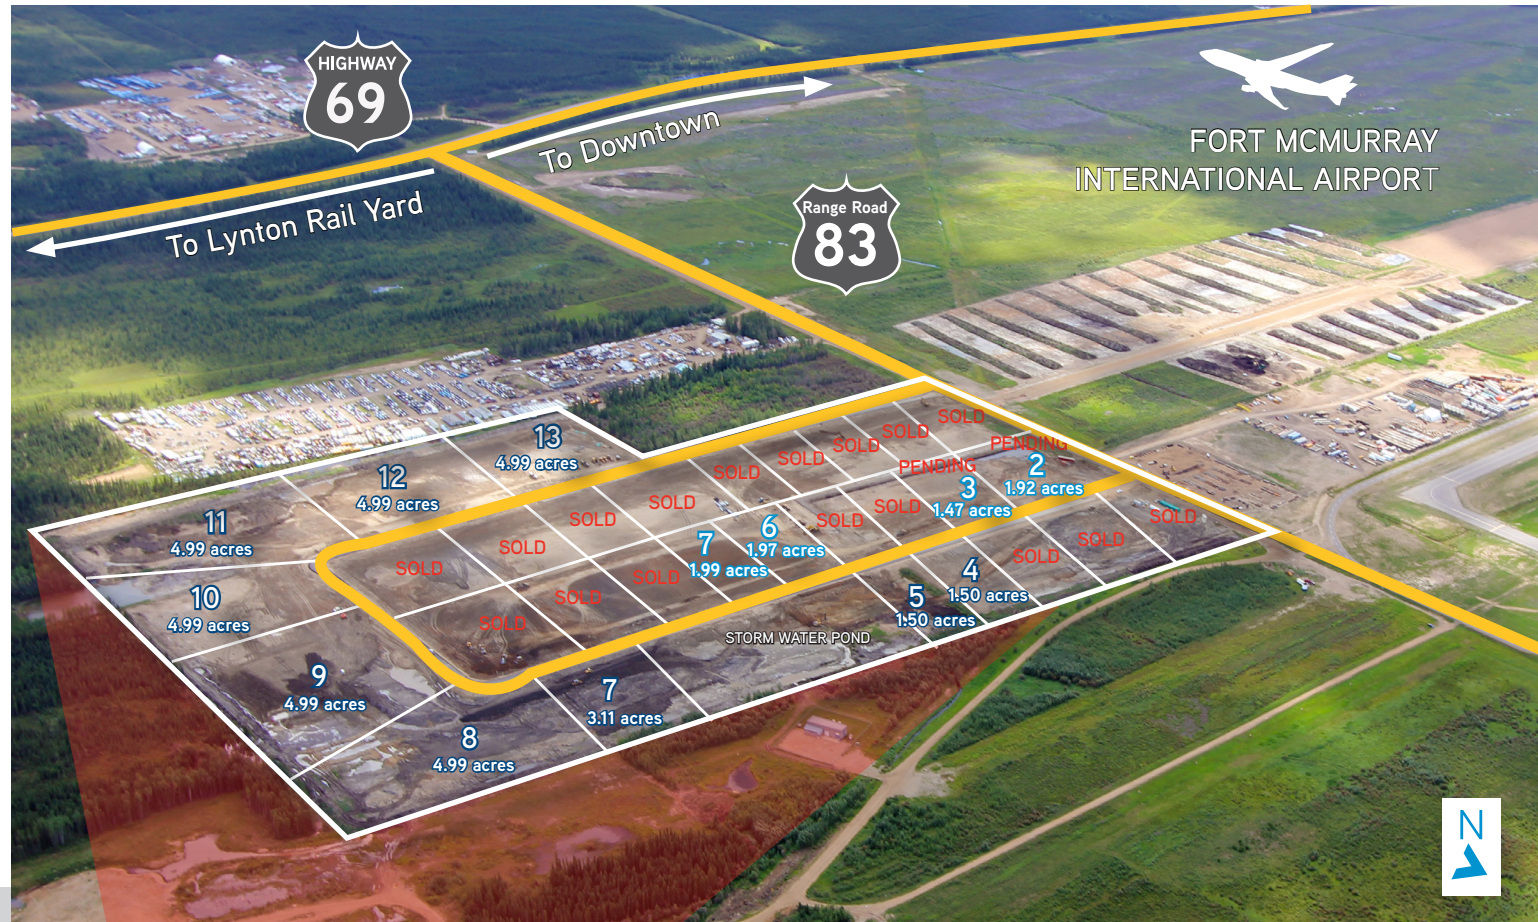 HIGHWAY
69
To Downtown
To Lynton Rail Yard
FORT MCMURRAY
INTERNATIONAL AIRPORT
Range Road
83
SOLD
SOLD
SOLD
SOLD
SOLD
SOLD
SOLD
SOLD
SOLD
PENDING
2
1.92 acres
PENDING
3
1.47 acres
SOLD
SOLD
6
1.97 acres
7
1.99 acres
SOLD
SOLD
SOLD
SOLD
SOLD
SOLD
4
1.50 acres
5
1.50 acres
STORM WATER POND
7
3.11 acres
8
4.99 acres
9
4.99 acres
10
4.99 acres
11
4.99 acres
12
4.99 acres
13
4.99 acres
N